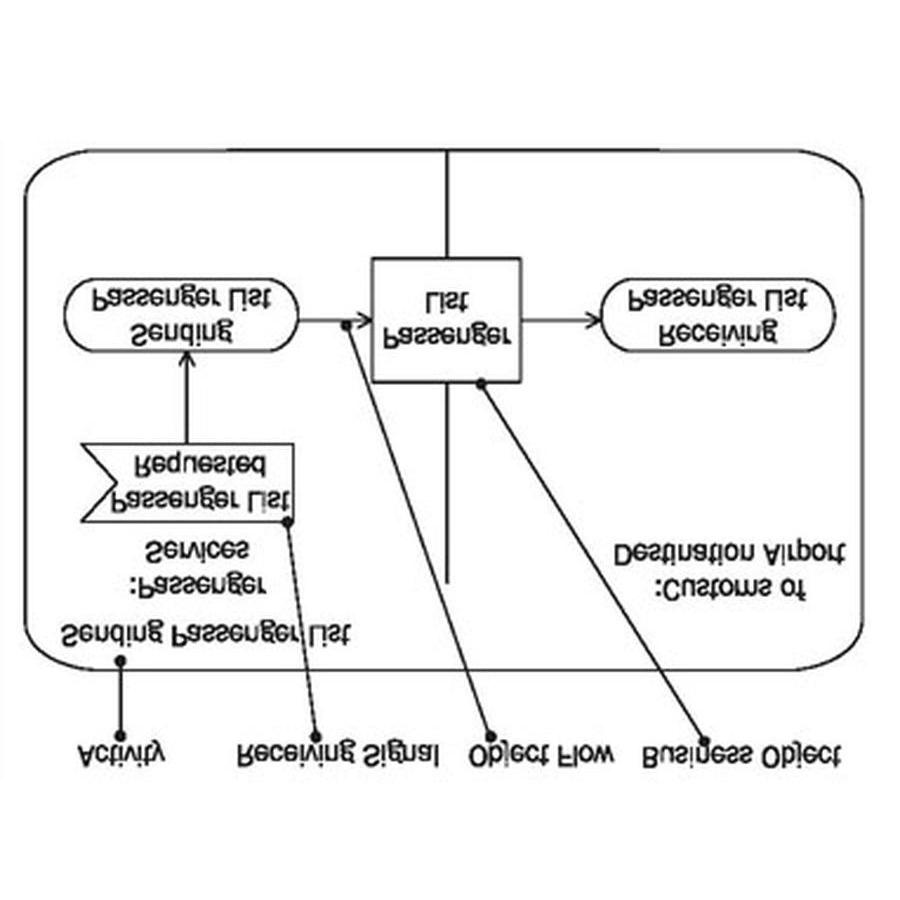 Activity
Receiving Signal
Object Flow
Business Object
Sending Passenger List
:Passenger
Services
:Customs of
Destination Airport
Passenger List
Requested
Sending
Passenger List
Passenger
List
Receiving
Passenger List